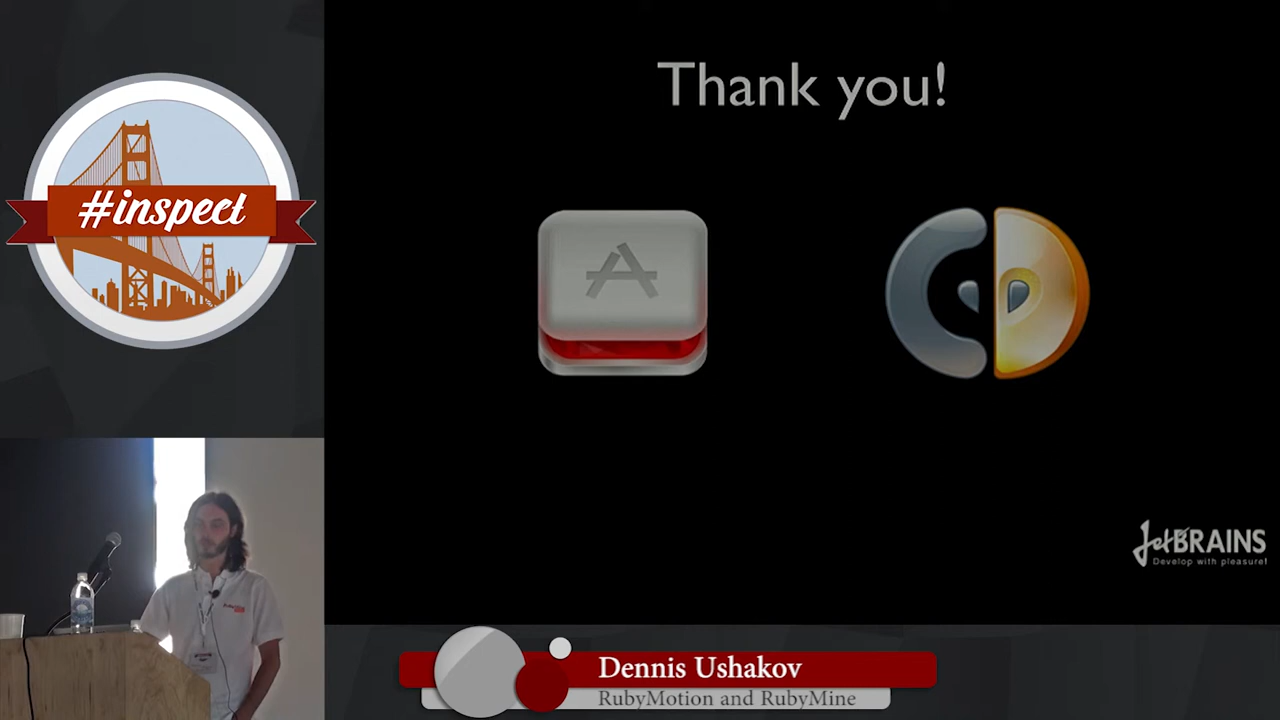 Thank you!
#inspect
JetBRAINS
Develop with pleasure!
Dennis Ushakov
RubyMotion and RubyMine